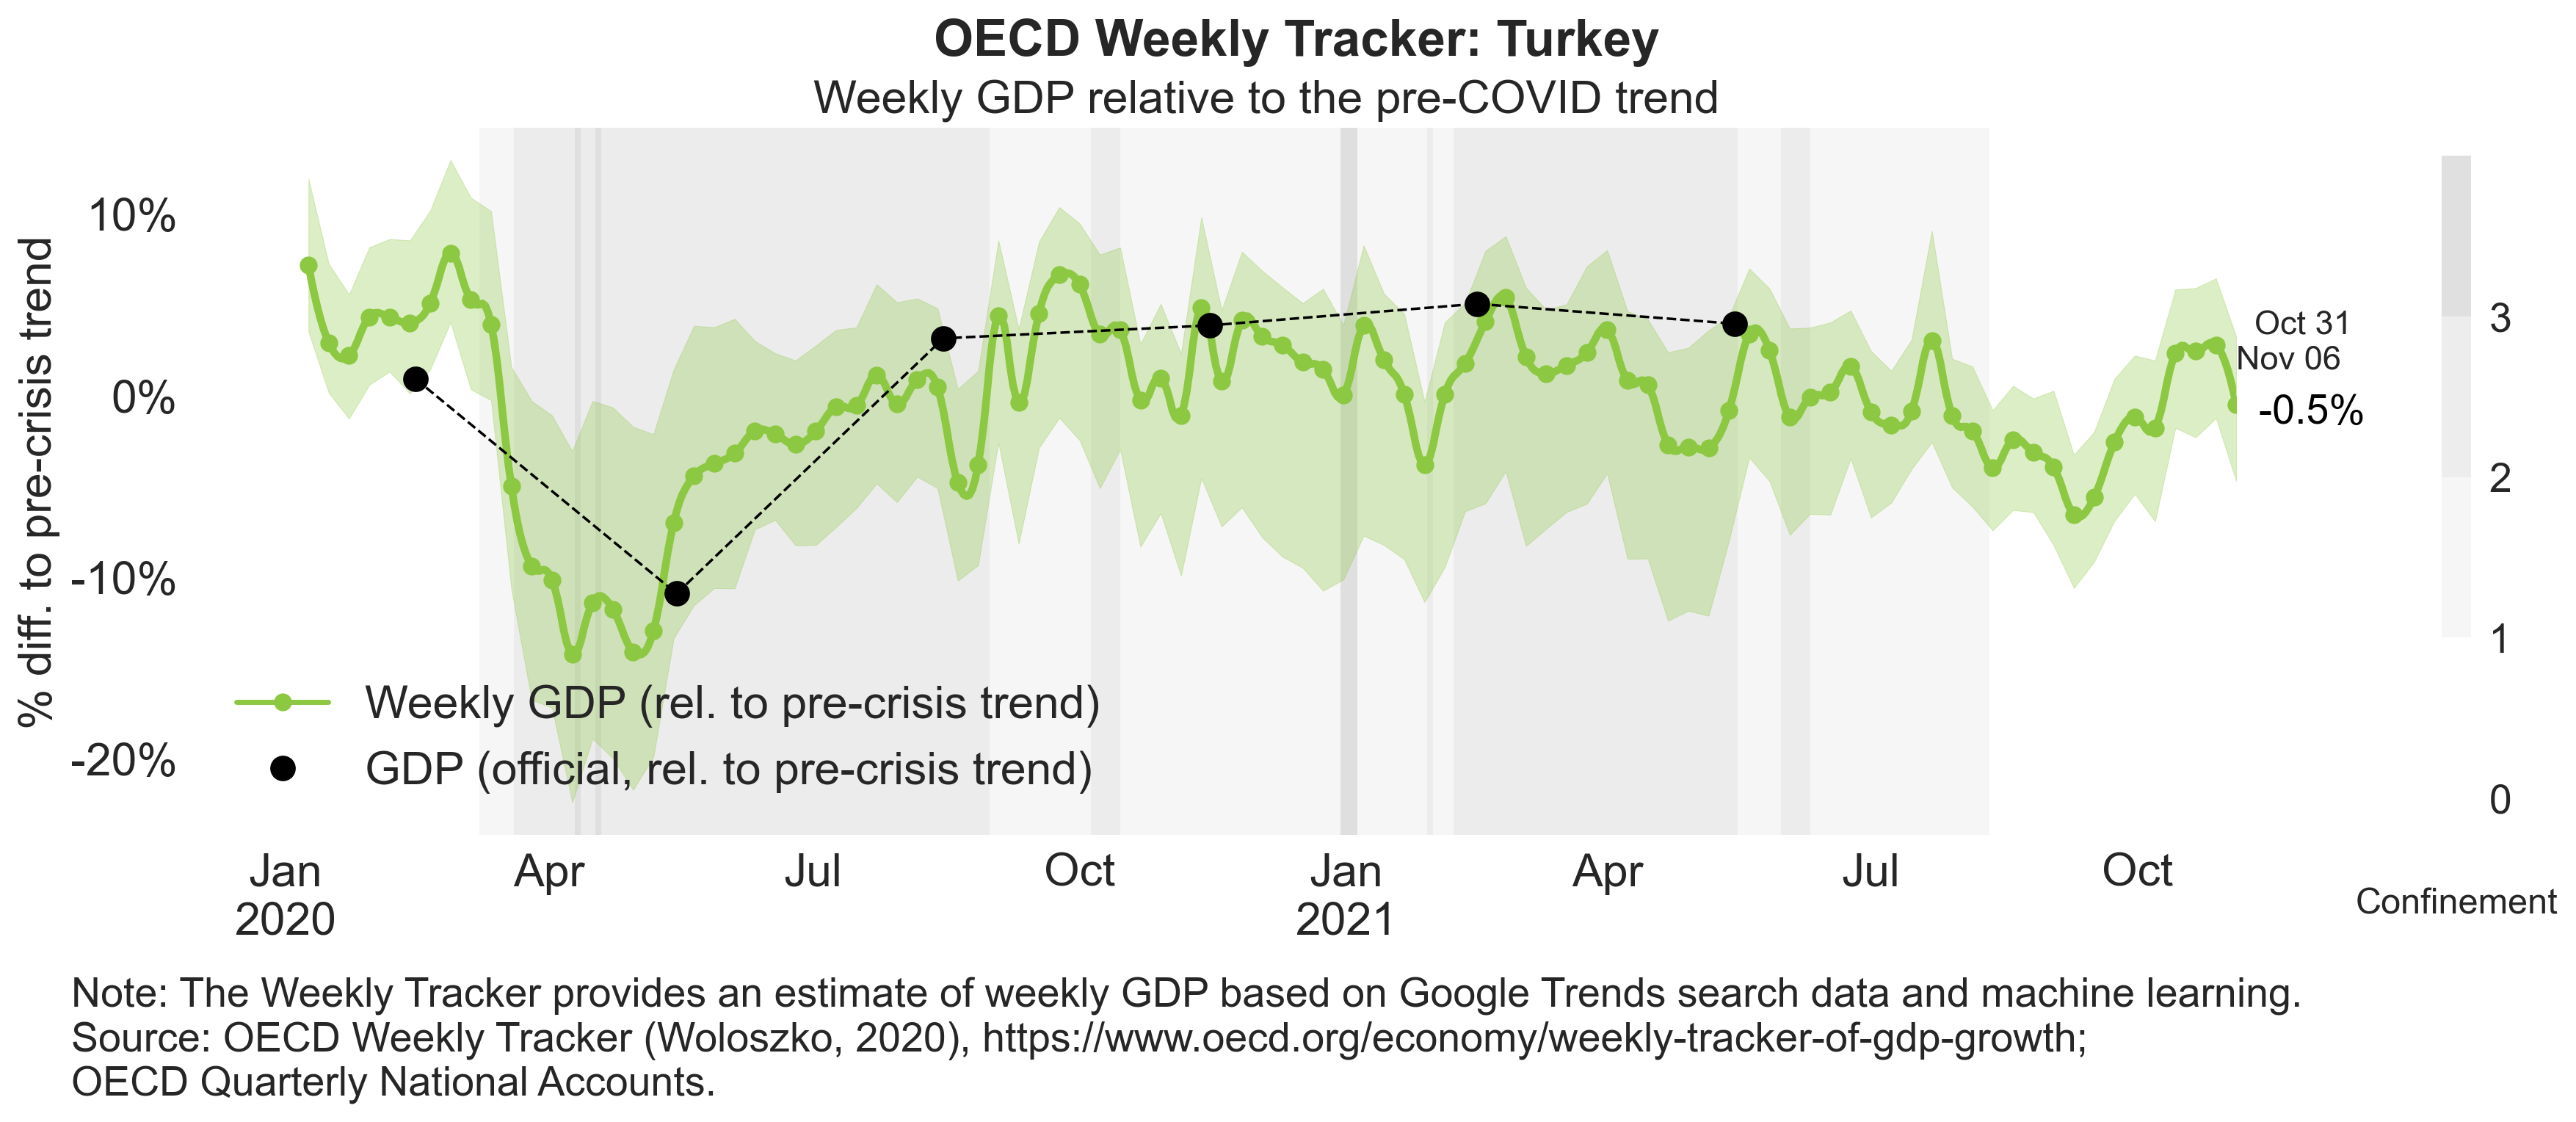 OECD Weekly Tracker: Turkey
Weekly GDP relative to the pre-COVID trend
% diff. to pre-crisis trend
10%
0%
-10%
-20%
Oct 31
Nov 06
-0.5%
3
2
1
0
Confinement
Weekly GDP (rel. to pre-crisis trend)
GDP (official, rel. to pre-crisis trend)
Jan Apr Jul Oct Jan Apr Jul Oct
2020 2021
Note: The Weekly Tracker provides an estimate of weekly GDP based on Google Trends search data and machine learning.
Source: OECD Weekly Tracker (Woloszko, 2020), https://www.oecd.org/economy/weekly-tracker-of-gdp-growth;
OECD Quarterly National Accounts.